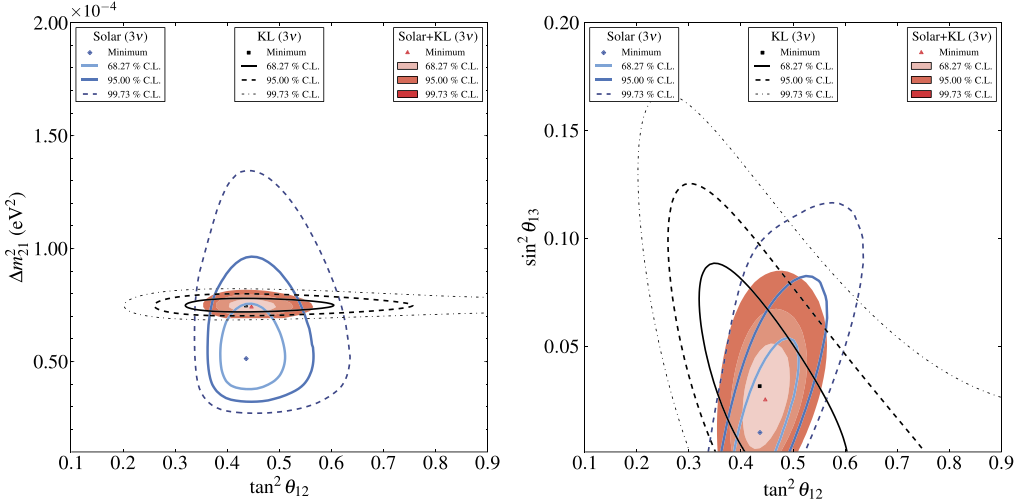 ×10⁻⁴
2.00
1.50
1.00
0.50
Δm²₂₁ (eV²)
Solar (3ν)
Minimum
68.27 % C.L.
95.00 % C.L.
99.73 % C.L.
KL (3ν)
Minimum
68.27 % C.L.
95.00 % C.L.
99.73 % C.L.
Solar+KL (3ν)
Minimum
68.27 % C.L.
95.00 % C.L.
99.73 % C.L.
0.1 0.2 0.3 0.4 0.5 0.6 0.7 0.8 0.9
tan² θ₁₂
0.20
0.15
0.10
0.05
sin² θ₁₃
Solar (3ν)
Minimum
68.27 % C.L.
95.00 % C.L.
99.73 % C.L.
KL (3ν)
Minimum
68.27 % C.L.
95.00 % C.L.
99.73 % C.L.
Solar+KL (3ν)
Minimum
68.27 % C.L.
95.00 % C.L.
99.73 % C.L.
0.1 0.2 0.3 0.4 0.5 0.6 0.7 0.8 0.9
tan² θ₁₂